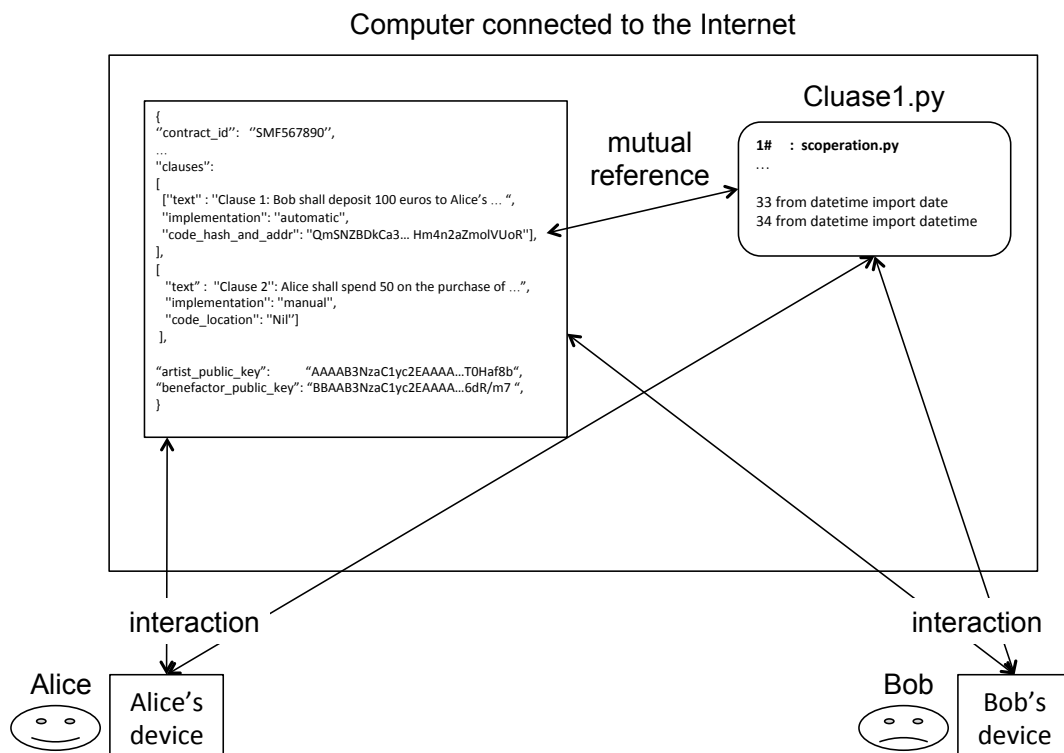 Computer connected to the Internet
Cluase1.py
{
‘’contract_id’’: ‘’SMF567890’’,
…
"clauses":
[
["text" : "Clause 1: Bob shall deposit 100 euros to Alice’s … “,
"implementation": "automatic",
"code_hash_and_addr": "QmSNZBDkCa3… Hm4n2aZmolVUoR"],
],
[
"text” : "Clause 2": Alice shall spend 50 on the purchase of …”,
"implementation": "manual",
"code_location": "Nil”]
],
“artist_public_key”: “AAAAB3NzaC1yc2EAAAA…T0Haf8b“,
“benefactor_public_key”: “BBAAB3NzaC1yc2EAAAA…6dR/m7 “,
}
mutual
reference
1# : scoperation.py
…
33 from datetime import date
34 from datetime import datetime
interaction
interaction
Alice
Alice’s
device
Bob
Bob’s
device